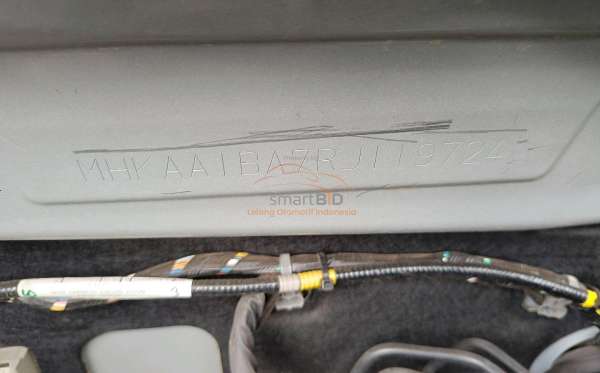 MHKAA1BA7RJ119724
smartBID
Lelang Otomotif Indonesia